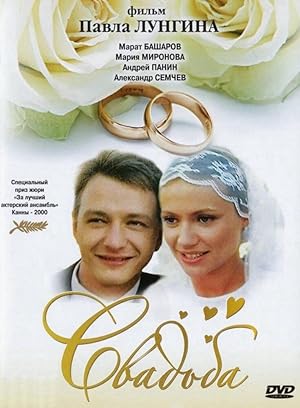 фильм
Павла ЛУНГИНА
Марат БАШАРОВ
Мария МИРОНОВА
Андрей ПАНИН
Александр СЕМЧЕВ
Специальный
приз жюри
«За лучший
актерский ансамбль»
Канны - 2000
Свадьба
DVD